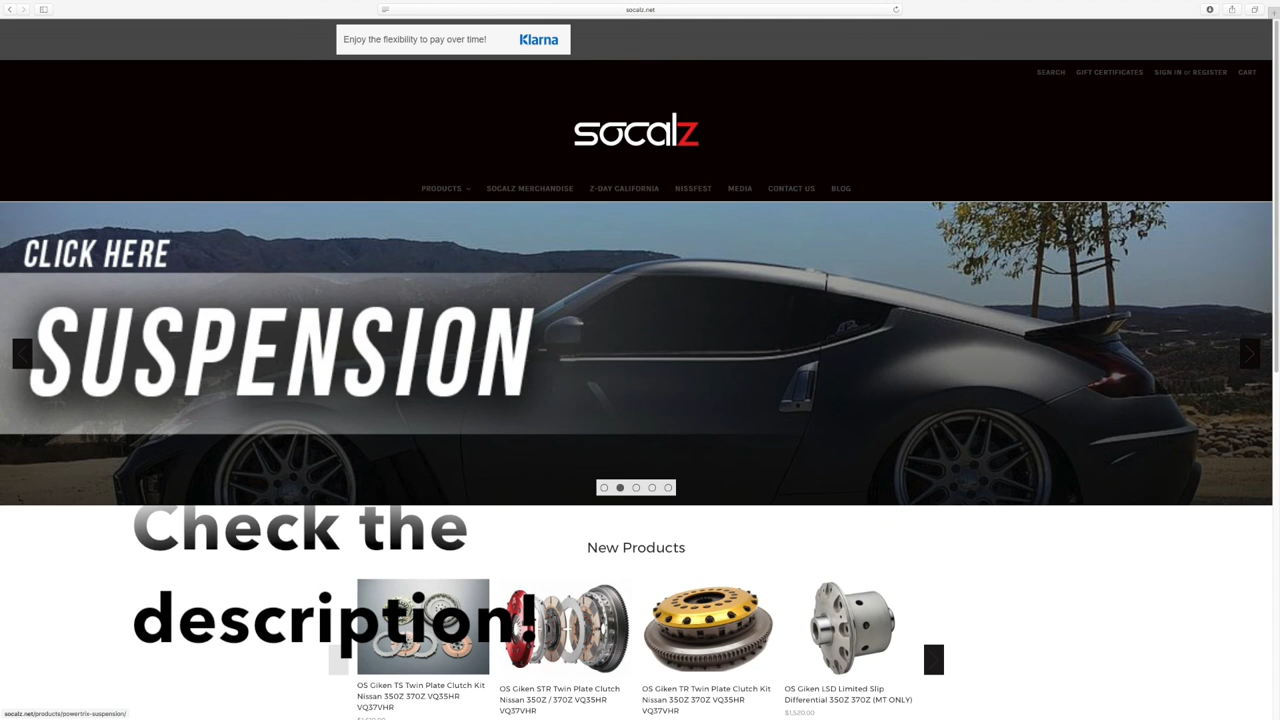 socalz.net
Enjoy the flexibility to pay over time! Klarna
SEARCH GIFT CERTIFICATES SIGN IN or REGISTER CART
socalz
PRODUCTS SOCALZ MERCHANDISE Z-DAY CALIFORNIA NISSFEST MEDIA CONTACT US BLOG
CLICK HERE
SUSPENSION
Check the
description!
New Products
OS Giken TS Twin Plate Clutch Kit
Nissan 350Z 370Z VQ35HR
VQ37VHR
$1,510.00
OS Giken STR Twin Plate Clutch
Nissan 350Z / 370Z VQ35HR
VQ37VHR
OS Giken TR Twin Plate Clutch Kit
Nissan 350Z 370Z VQ35HR
VQ37VHR
OS Giken LSD Limited Slip
Differential 350Z 370Z (MT ONLY)
$1,520.00
socalz.net/products/powertrix-suspension/